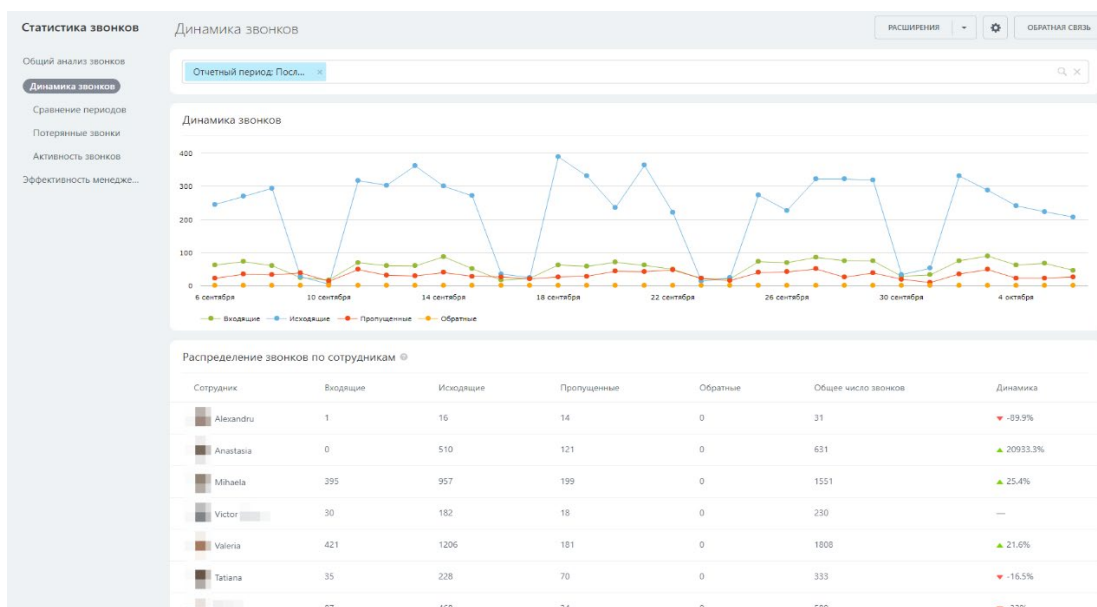 Статистика звонков
Динамика звонков
РАСШИРЕНИЯ
ОБРАТНАЯ СВЯЗЬ
Общий анализ звонков
Динамика звонков
Сравнение периодов
Потерянные звонки
Активность звонков
Эффективность менедже...
Отчетный период: Посл... ×
Динамика звонков
400
300
200
100
0
6 сентября 10 сентября 14 сентября 18 сентября 22 сентября 26 сентября 30 сентября 4 октября
Входящие Исходящие Пропущенные Обратные
Распределение звонков по сотрудникам
Сотрудник Входящие Исходящие Пропущенные Обратные Общее число звонков Динамика
Alexandru 1 16 14 0 31 -89.9%
Anastasia 0 510 121 0 631 20933.3%
Mihaela 395 957 199 0 1551 25.4%
Victor 30 182 18 0 230 —
Valeria 421 1206 181 0 1808 21.6%
Tatiana 35 228 70 0 333 -16.5%